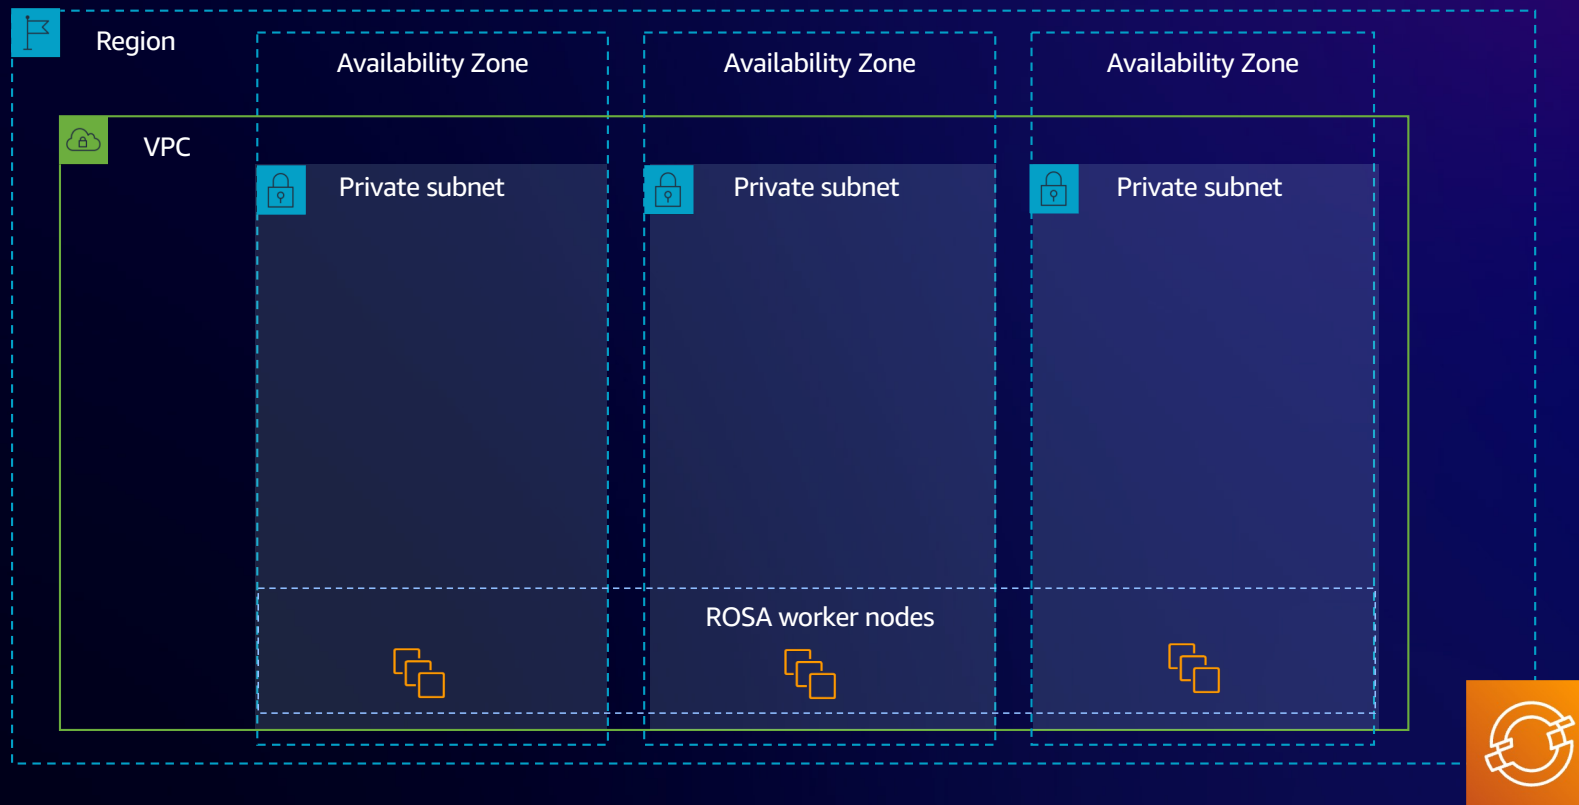 Region
Availability Zone
Availability Zone
Availability Zone
VPC
Private subnet
Private subnet
Private subnet
ROSA worker nodes